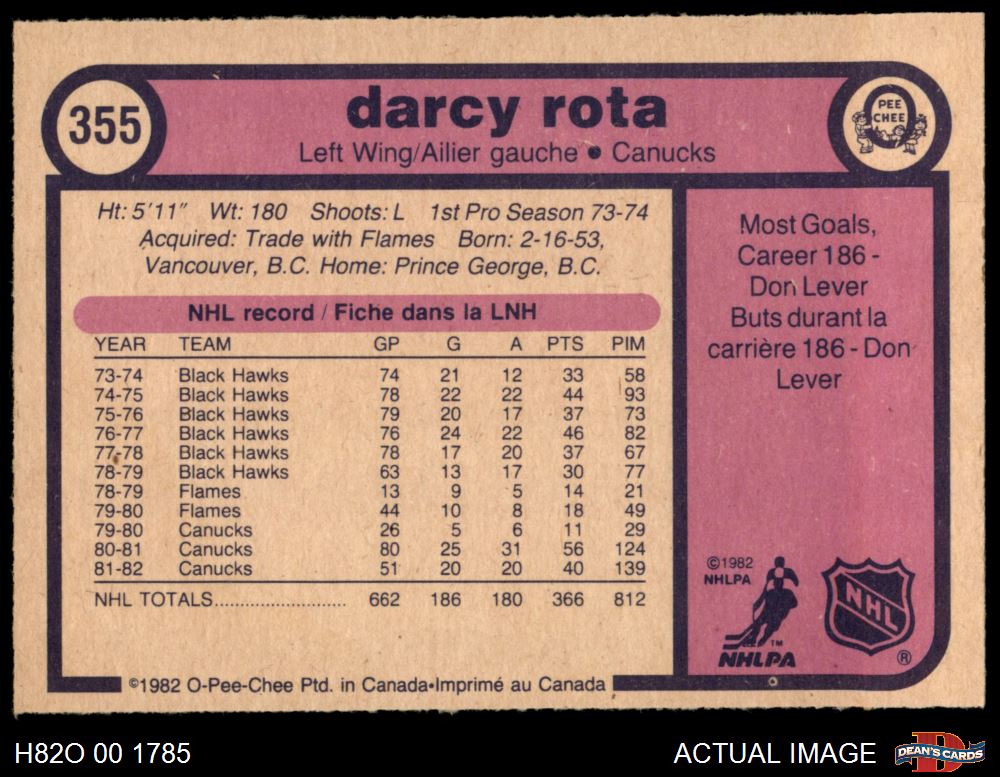 355
darcy rota
Left Wing/Ailier gauche • Canucks
PEE
CHEE
Ht: 5'11" Wt: 180 Shoots: L 1st Pro Season 73-74
Acquired: Trade with Flames Born: 2-16-53,
Vancouver, B.C. Home: Prince George, B.C.
NHL record / Fiche dans la LNH
YEAR TEAM GP G A PTS PIM
73-74 Black Hawks 74 21 12 33 58
74-75 Black Hawks 78 22 22 44 93
75-76 Black Hawks 79 20 17 37 73
76-77 Black Hawks 76 24 22 46 82
77-78 Black Hawks 78 17 20 37 67
78-79 Black Hawks 63 13 17 30 77
78-79 Flames 13 9 5 14 21
79-80 Flames 44 10 8 18 49
79-80 Canucks 26 5 6 11 29
80-81 Canucks 80 25 31 56 124
81-82 Canucks 51 20 20 40 139
NHL TOTALS.......................... 662 186 180 366 812
Most Goals,
Career 186 -
Don Lever
Buts durant la
carrière 186 - Don
Lever
©1982
NHLPA
TM
NHLPA
NHL
®
©1982 O-Pee-Chee Ptd. in Canada•Imprimé au Canada
H82O 00 1785
ACTUAL IMAGE
D
DEAN'S CARDS